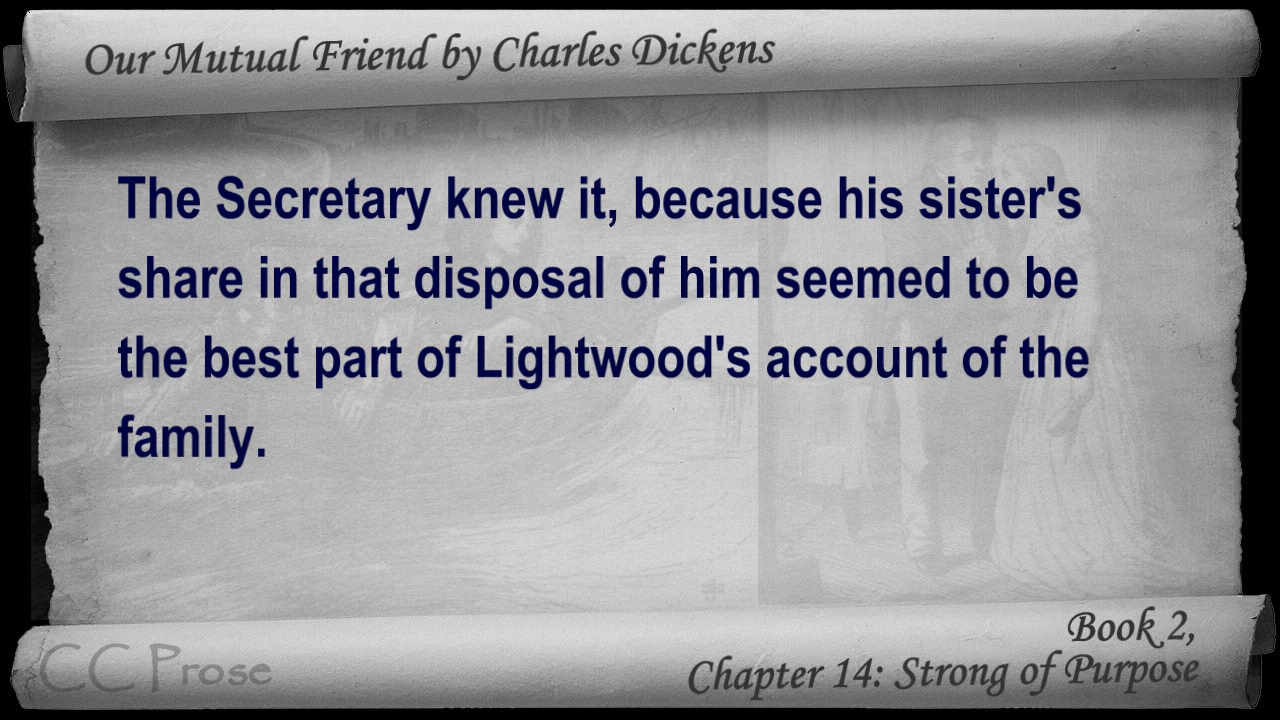 Our Mutual Friend by Charles Dickens
The Secretary knew it, because his sister's
share in that disposal of him seemed to be
the best part of Lightwood's account of the
family.
Book 2,
CC Prose
Chapter 14: Strong of Purpose